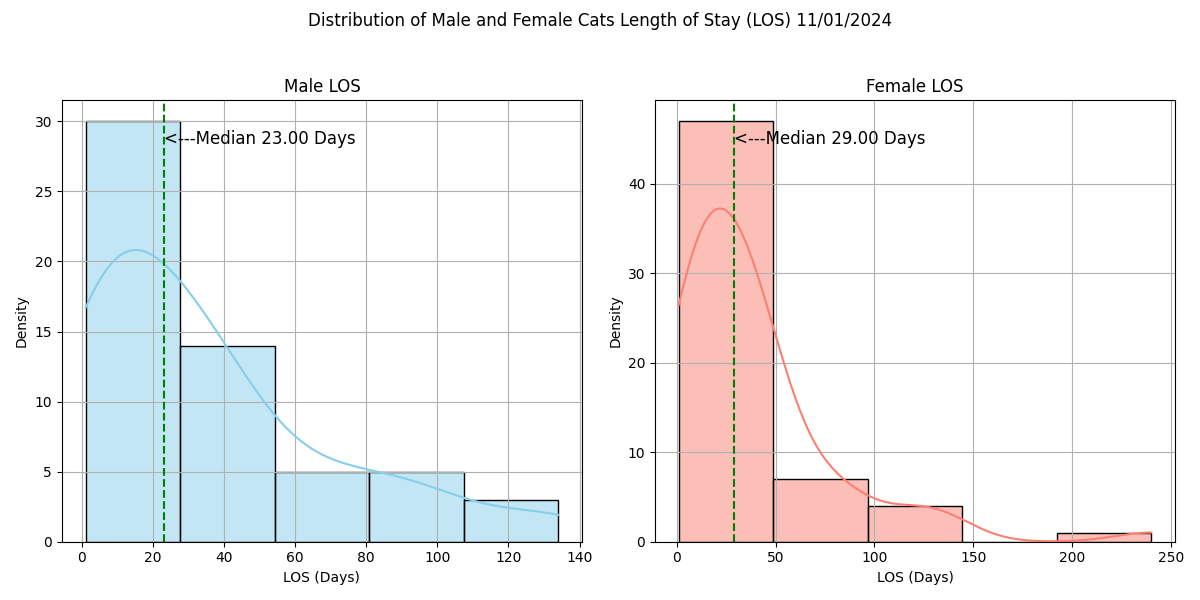 Distribution of Male and Female Cats Length of Stay (LOS) 11/01/2024
Male LOS
<---Median 23.00 Days
Density
30
25
20
15
10
5
0
0 20 40 60 80 100 120 140
LOS (Days)
Female LOS
<---Median 29.00 Days
Density
40
30
20
10
0
0 50 100 150 200 250
LOS (Days)